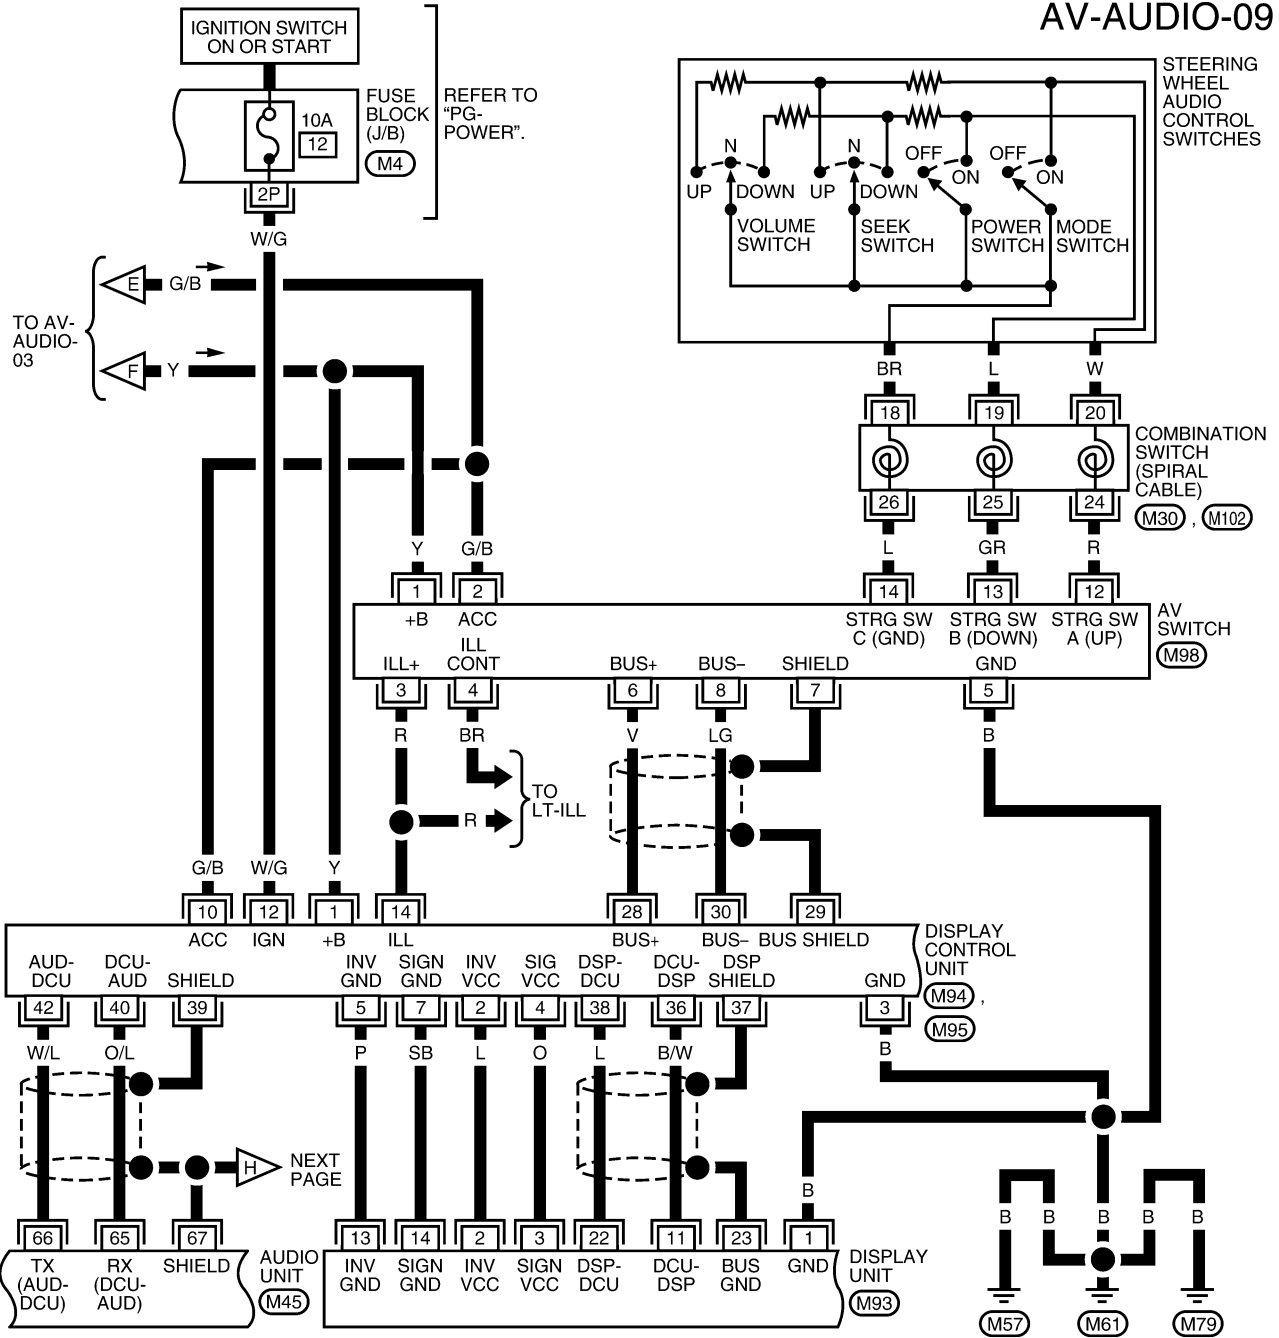 AV-AUDIO-09
IGNITION SWITCH
ON OR START
FUSE
BLOCK
(J/B)
M4
10A
12
2P
REFER TO
“PG-
POWER”.
W/G
E
G/B
TO AV-
AUDIO-
03
F
Y
STEERING
WHEEL
AUDIO
CONTROL
SWITCHES
N
UP
DOWN
VOLUME
SWITCH
N
UP
DOWN
SEEK
SWITCH
OFF
ON
POWER
SWITCH
OFF
ON
MODE
SWITCH
BR
L
W
18
19
20
COMBINATION
SWITCH
(SPIRAL
CABLE)
M30 , M102
26
25
24
L
GR
R
Y
G/B
1
2
14
13
12
+B
ACC
STRG SW
C (GND)
STRG SW
B (DOWN)
STRG SW
A (UP)
AV
SWITCH
M98
ILL+
ILL
CONT
BUS+
BUS–
SHIELD
GND
3
4
6
8
7
5
R
BR
V
LG
B
TO
LT-ILL
R
G/B
W/G
Y
10
12
1
14
28
30
29
ACC
IGN
+B
ILL
BUS+
BUS–
BUS SHIELD
DISPLAY
CONTROL
UNIT
M94 ,
M95
AUD-
DCU
DCU-
AUD
SHIELD
INV
GND
SIGN
GND
INV
VCC
SIG
VCC
DSP-
DCU
DCU-
DSP
DSP
SHIELD
GND
42
40
39
5
7
2
4
38
36
37
3
W/L
O/L
P
SB
L
O
L
B/W
B
H
NEXT
PAGE
B
B
B
B
B
B
66
65
67
13
14
2
3
22
11
23
1
TX
(AUD-
DCU)
RX
(DCU-
AUD)
SHIELD
AUDIO
UNIT
M45
INV
GND
SIGN
GND
INV
VCC
SIGN
VCC
DSP-
DCU
DCU-
DSP
BUS
GND
GND
DISPLAY
UNIT
M93
M57
M61
M79